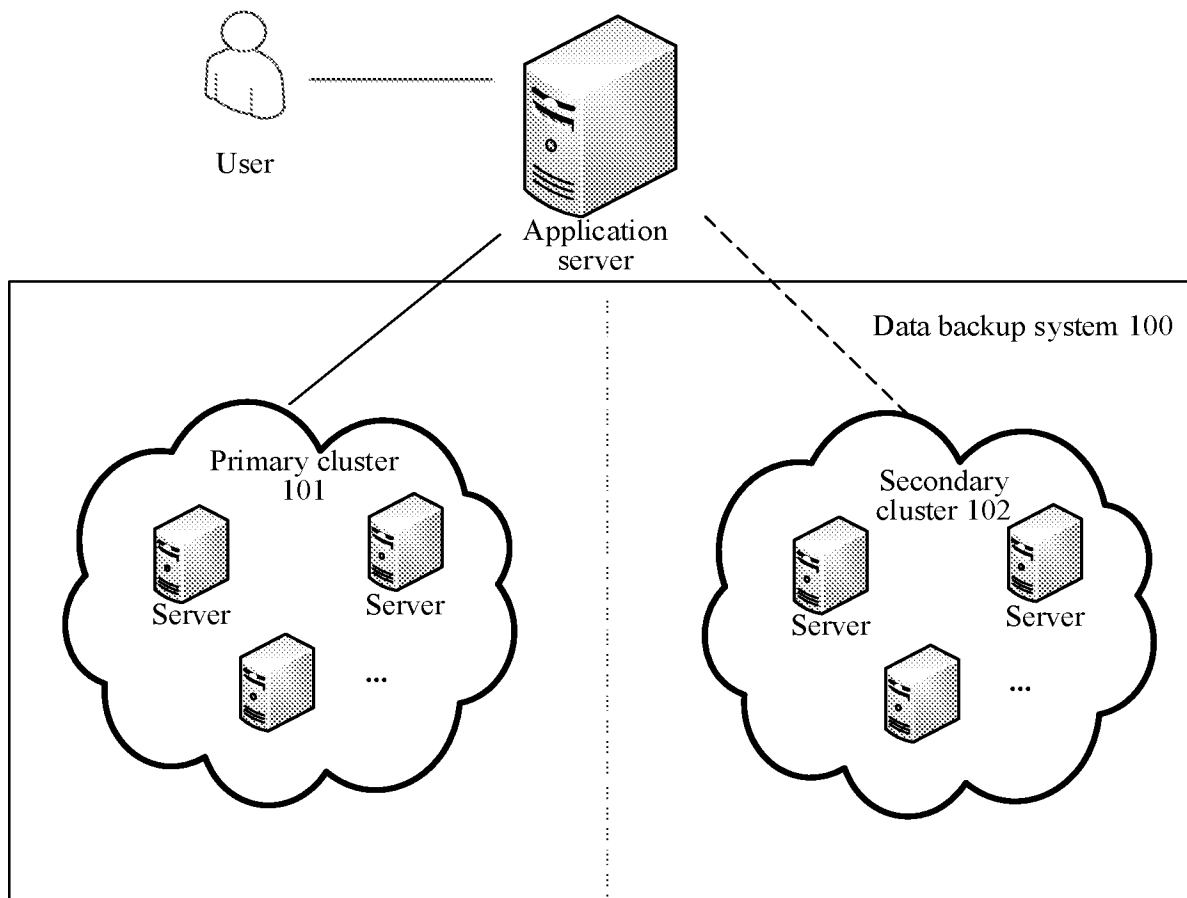 User
Application
server
Data backup system 100
Primary cluster
101
Server
Server
...
Secondary
cluster 102
Server
Server
...